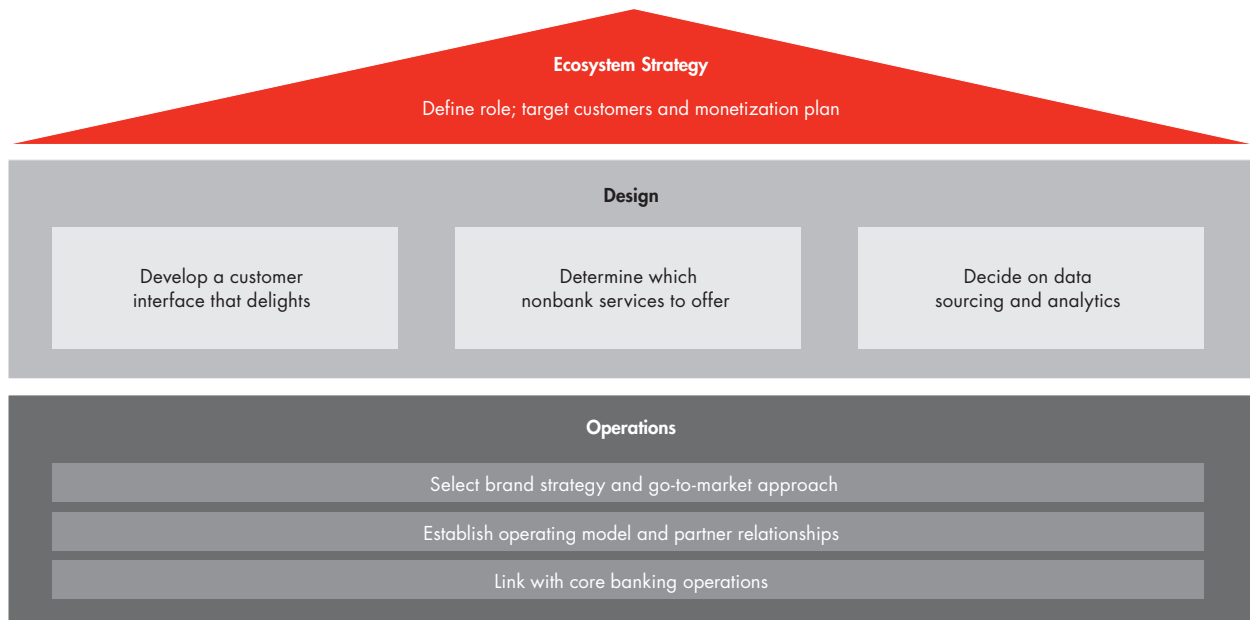 Ecosystem Strategy
Define role; target customers and monetization plan
Design
Develop a customer
interface that delights
Determine which
nonbank services to offer
Decide on data
sourcing and analytics
Operations
Select brand strategy and go-to-market approach
Establish operating model and partner relationships
Link with core banking operations